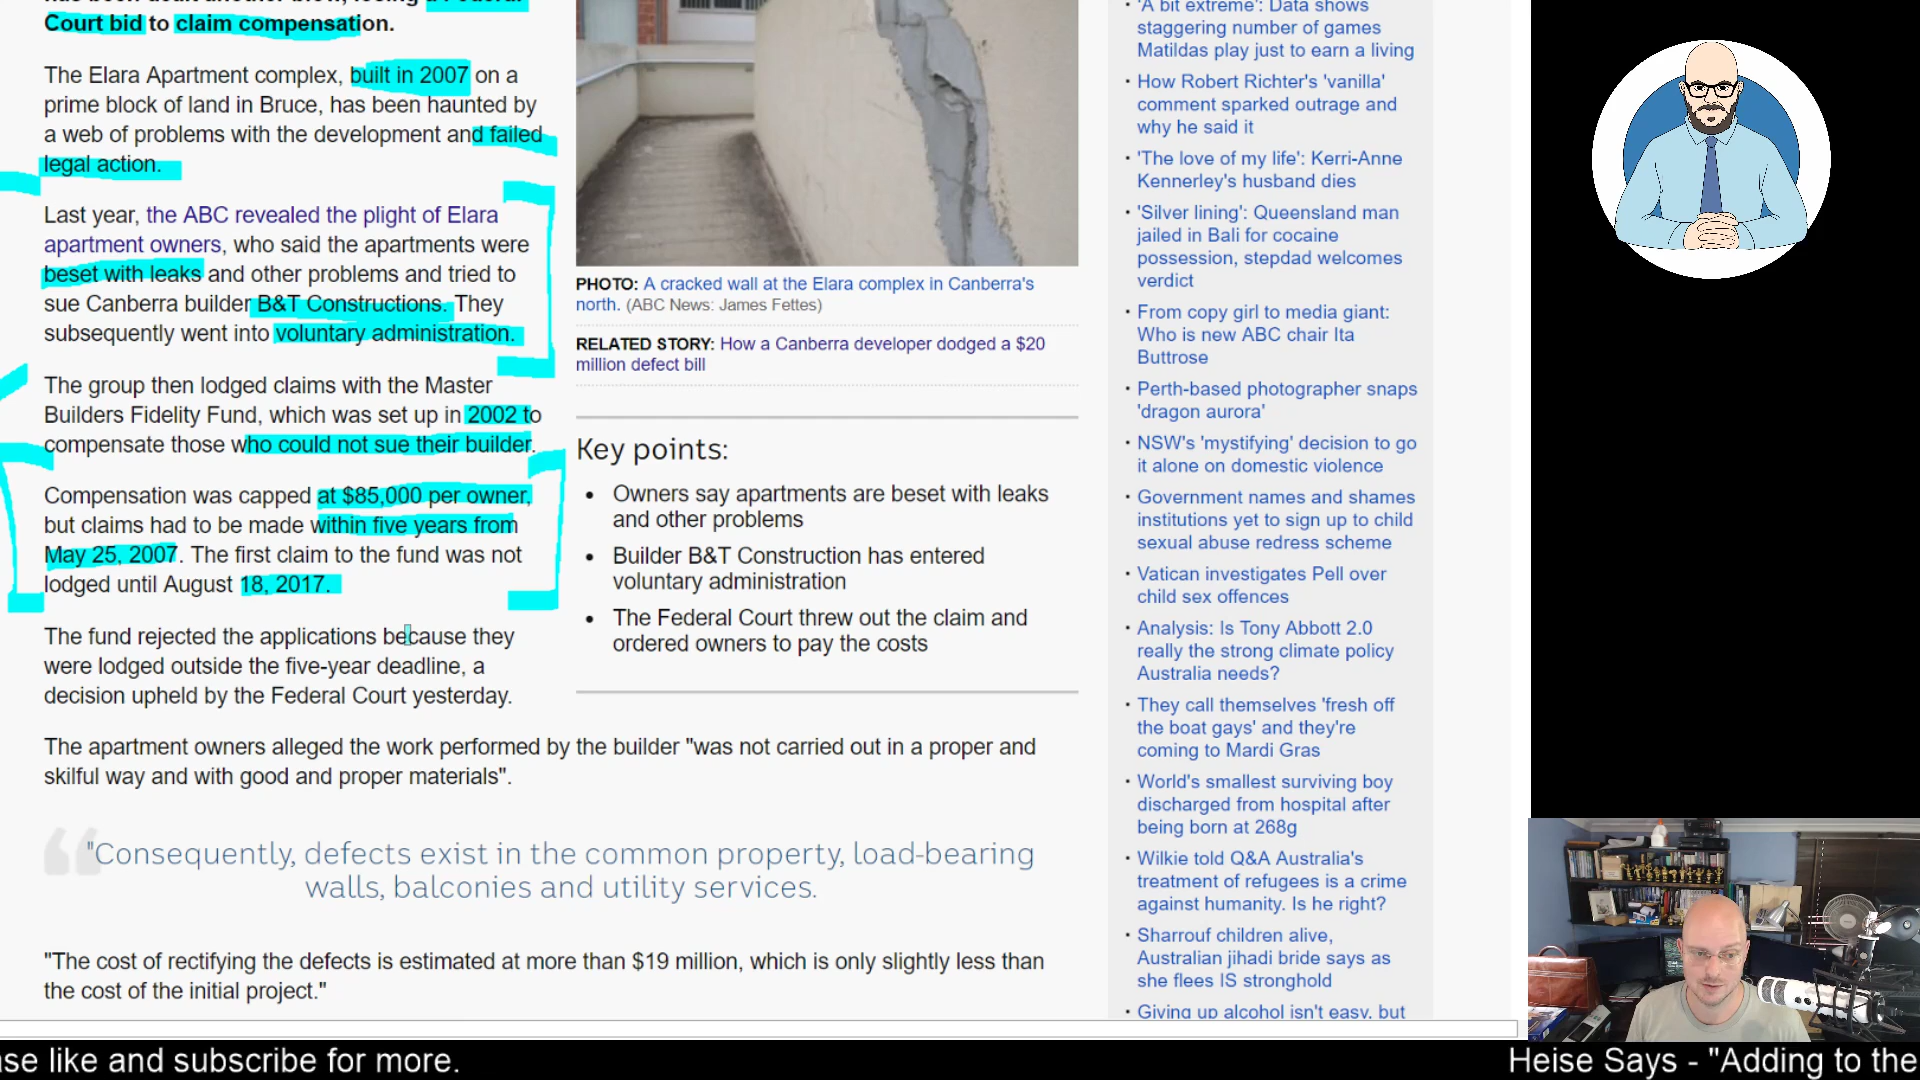 Court bid to claim compensation.
The Elara Apartment complex, built in 2007 on a
prime block of land in Bruce, has been haunted by
a web of problems with the development and failed
legal action.
Last year, the ABC revealed the plight of Elara
apartment owners, who said the apartments were
beset with leaks and other problems and tried to
sue Canberra builder B&T Constructions. They
subsequently went into voluntary administration.
The group then lodged claims with the Master
Builders Fidelity Fund, which was set up in 2002 to
compensate those who could not sue their builder.
Compensation was capped at $85,000 per owner,
but claims had to be made within five years from
May 25, 2007. The first claim to the fund was not
lodged until August 18, 2017.
The fund rejected the applications because they
were lodged outside the five-year deadline, a
decision upheld by the Federal Court yesterday.
The apartment owners alleged the work performed by the builder "was not carried out in a proper and
skilful way and with good and proper materials".
"Consequently, defects exist in the common property, load-bearing
walls, balconies and utility services.
"The cost of rectifying the defects is estimated at more than $19 million, which is only slightly less than
the cost of the initial project."
PHOTO: A cracked wall at the Elara complex in Canberra's
north. (ABC News: James Fettes)
RELATED STORY: How a Canberra developer dodged a $20
million defect bill
Key points:
• Owners say apartments are beset with leaks
and other problems
• Builder B&T Construction has entered
voluntary administration
• The Federal Court threw out the claim and
ordered owners to pay the costs
• 'A bit extreme': Data shows
staggering number of games
Matildas play just to earn a living
• How Robert Richter's 'vanilla'
comment sparked outrage and
why he said it
• 'The love of my life': Kerri-Anne
Kennerley's husband dies
• 'Silver lining': Queensland man
jailed in Bali for cocaine
possession, stepdad welcomes
verdict
• From copy girl to media giant:
Who is new ABC chair Ita
Buttrose
• Perth-based photographer snaps
'dragon aurora'
• NSW's 'mystifying' decision to go
it alone on domestic violence
• Government names and shames
institutions yet to sign up to child
sexual abuse redress scheme
• Vatican investigates Pell over
child sex offences
• Analysis: Is Tony Abbott 2.0
really the strong climate policy
Australia needs?
• They call themselves 'fresh off
the boat gays' and they're
coming to Mardi Gras
• World's smallest surviving boy
discharged from hospital after
being born at 268g
• Wilkie told Q&A Australia's
treatment of refugees is a crime
against humanity. Is he right?
• Sharrouf children alive,
Australian jihadi bride says as
she flees IS stronghold
• Giving up alcohol isn't easy, but
ase like and subscribe for more.
Heise Says - "Adding to the